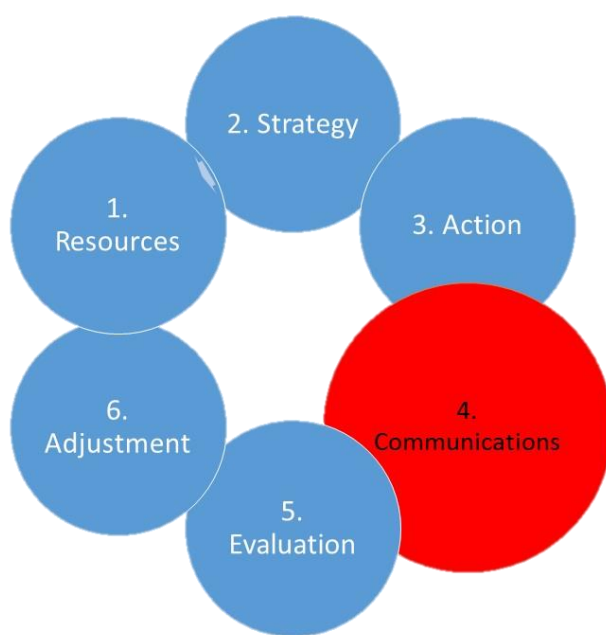 1.
Resources
2. Strategy
3. Action
4.
Communications
5.
Evaluation
6.
Adjustment